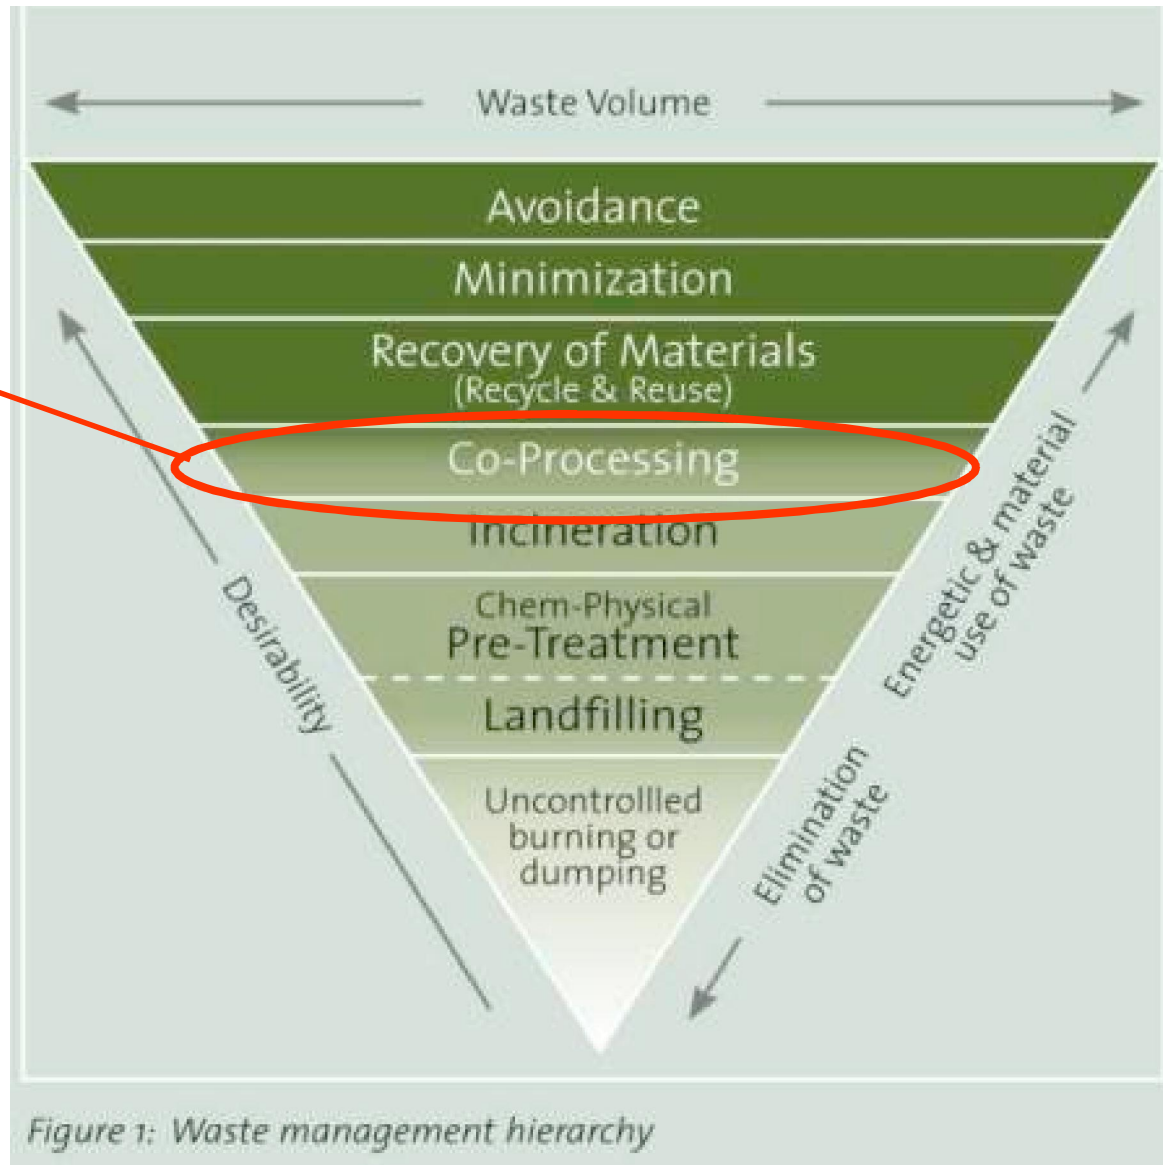 Waste Volume
Avoidance
Minimization
Recovery of Materials
(Recycle & Reuse)
Co-Processing
Incineration
Chem-Physical
Pre-Treatment
Landfilling
Uncontrollled
burning or
dumping
Desirability
Energetic & material
use of waste
Elimination
of waste
Figure 1: Waste management hierarchy